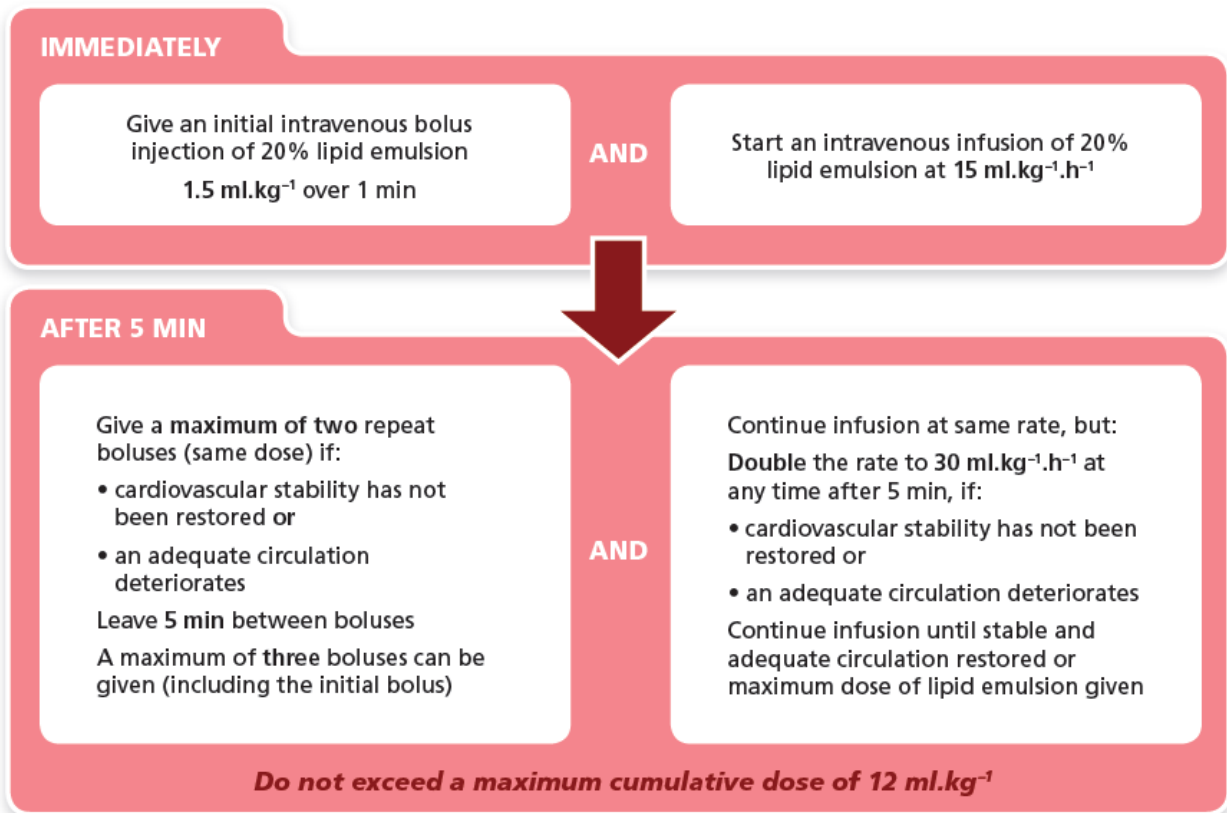 IMMEDIATELY
Give an initial intravenous bolus
injection of 20% lipid emulsion
1.5 ml.kg⁻¹ over 1 min
AND
Start an intravenous infusion of 20%
lipid emulsion at 15 ml.kg⁻¹.h⁻¹
AFTER 5 MIN
Give a maximum of two repeat
boluses (same dose) if:
• cardiovascular stability has not
been restored or
• an adequate circulation
deteriorates
Leave 5 min between boluses
A maximum of three boluses can be
given (including the initial bolus)
AND
Continue infusion at same rate, but:
Double the rate to 30 ml.kg⁻¹.h⁻¹ at
any time after 5 min, if:
• cardiovascular stability has not been
restored or
• an adequate circulation deteriorates
Continue infusion until stable and
adequate circulation restored or
maximum dose of lipid emulsion given
Do not exceed a maximum cumulative dose of 12 ml.kg⁻¹